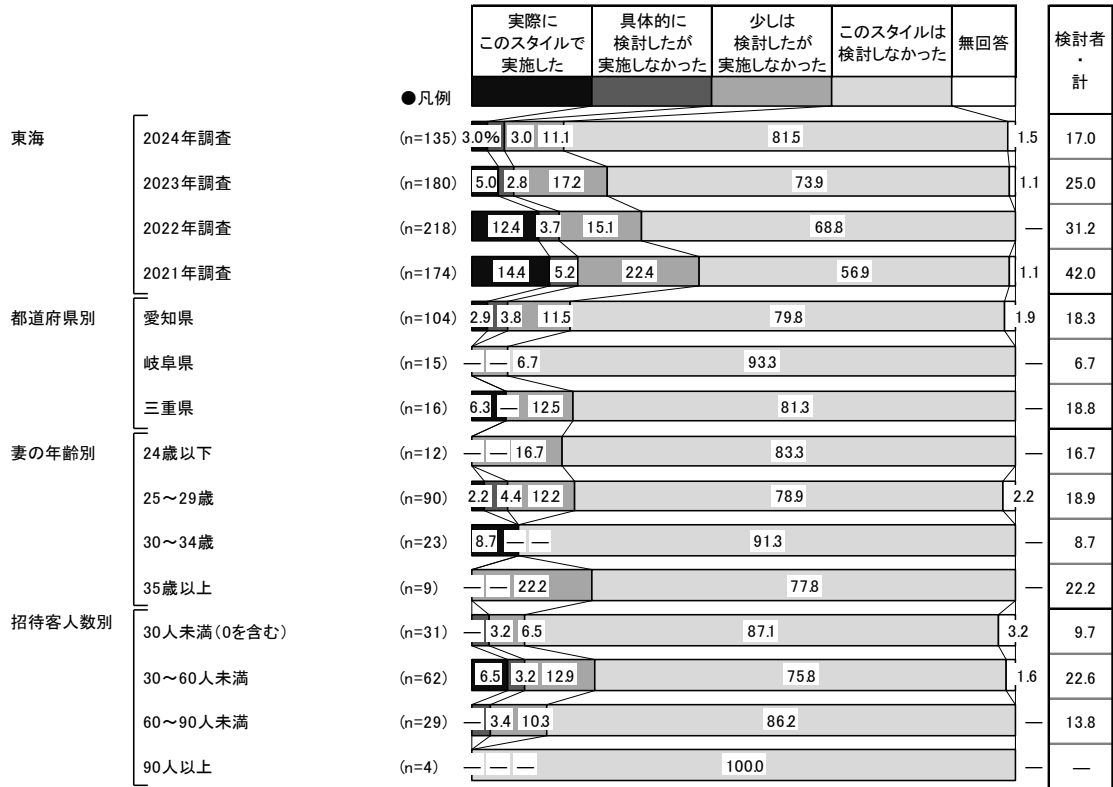 実際に
このスタイルで
実施した
具体的に
検討したが
実施しなかった
少しは
検討したが
実施しなかった
このスタイルは
検討しなかった
無回答
検討者
・
計
●凡例
東海 2024年調査 (n=135) 3.0% 3.0 11.1 81.5 1.5 17.0
2023年調査 (n=180) 5.0 2.8 17.2 73.9 1.1 25.0
2022年調査 (n=218) 12.4 3.7 15.1 68.8 — 31.2
2021年調査 (n=174) 14.4 5.2 22.4 56.9 1.1 42.0
都道府県別 愛知県 (n=104) 2.9 3.8 11.5 79.8 1.9 18.3
岐阜県 (n=15) — — 6.7 93.3 — 6.7
三重県 (n=16) 6.3 — 12.5 81.3 — 18.8
妻の年齢別 24歳以下 (n=12) — — 16.7 83.3 — 16.7
25～29歳 (n=90) 2.2 4.4 12.2 78.9 2.2 18.9
30～34歳 (n=23) 8.7 — — 91.3 — 8.7
35歳以上 (n=9) — — 22.2 77.8 — 22.2
招待客人数別 30人未満(0を含む) (n=31) — 3.2 6.5 87.1 3.2 9.7
30～60人未満 (n=62) 6.5 3.2 12.9 75.8 1.6 22.6
60～90人未満 (n=29) — 3.4 10.3 86.2 — 13.8
90人以上 (n=4) — — — 100.0 — —